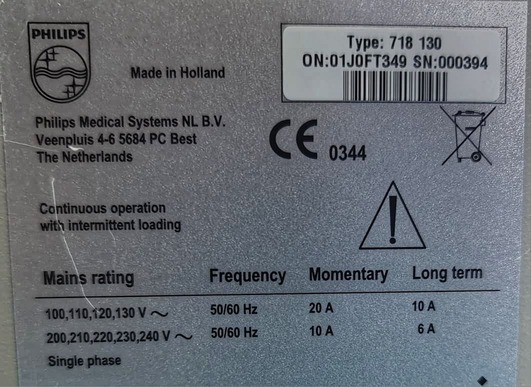 PHILIPS
Made in Holland
Type: 718 130
ON:01J0FT349 SN:000394
Philips Medical Systems NL B.V.
Veenpluis 4-6 5684 PC Best
The Netherlands
CE 0344
Continuous operation
with intermittent loading
!
Mains rating Frequency Momentary Long term
100,110,120,130 V ~ 50/60 Hz 20 A 10 A
200,210,220,230,240 V ~ 50/60 Hz 10 A 6 A
Single phase